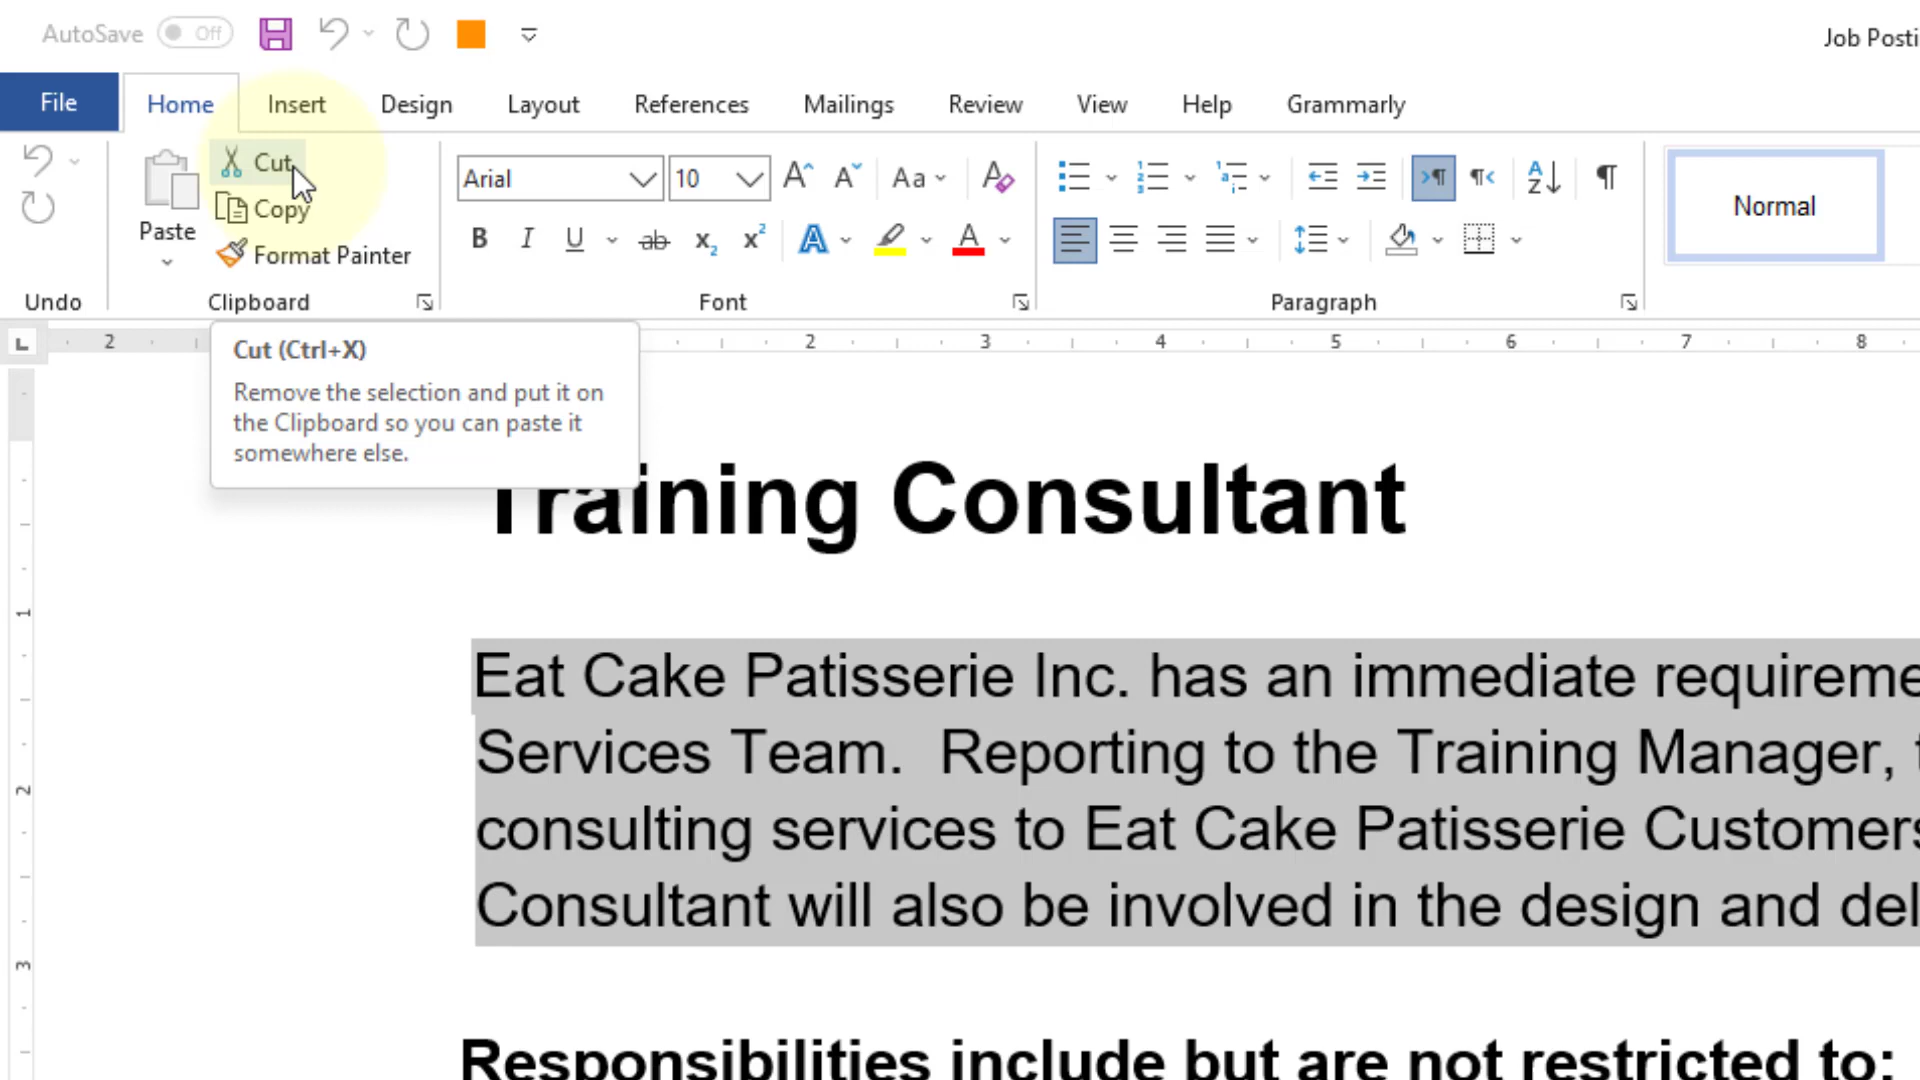 AutoSave Off
Job Posti
File Home Insert Design Layout References Mailings Review View Help Grammarly
Cut
Copy
Format Painter
Paste
Arial 10
Aa
B I U ab x₂ x² A A
Normal
Undo Clipboard Font Paragraph
2 2 3 4 5 6 7 8
Cut (Ctrl+X)
Remove the selection and put it on
the Clipboard so you can paste it
somewhere else.
Training Consultant
1
2
3
Eat Cake Patisserie Inc. has an immediate requireme
Services Team.  Reporting to the Training Manager, t
consulting services to Eat Cake Patisserie Customers
Consultant will also be involved in the design and del
Responsibilities include but are not restricted to: